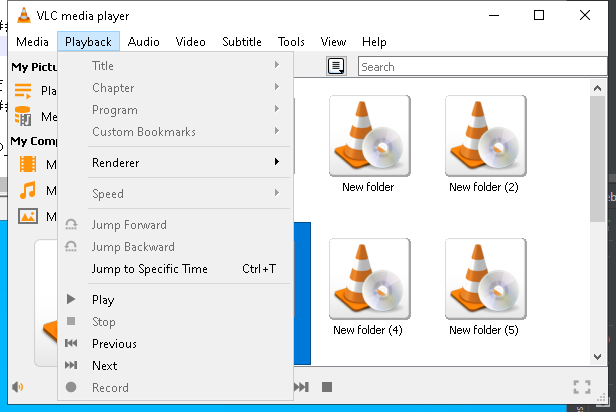 VLC media player
Media Playback Audio Video Subtitle Tools View Help
My Pictu
Pla
Me
My Comp
M
M
M
Title
Chapter
Program
Custom Bookmarks
Renderer
Speed
Jump Forward
Jump Backward
Jump to Specific Time Ctrl+T
Play
Stop
Previous
Next
Record
Search
New folder
New folder (2)
New folder (4)
New folder (5)